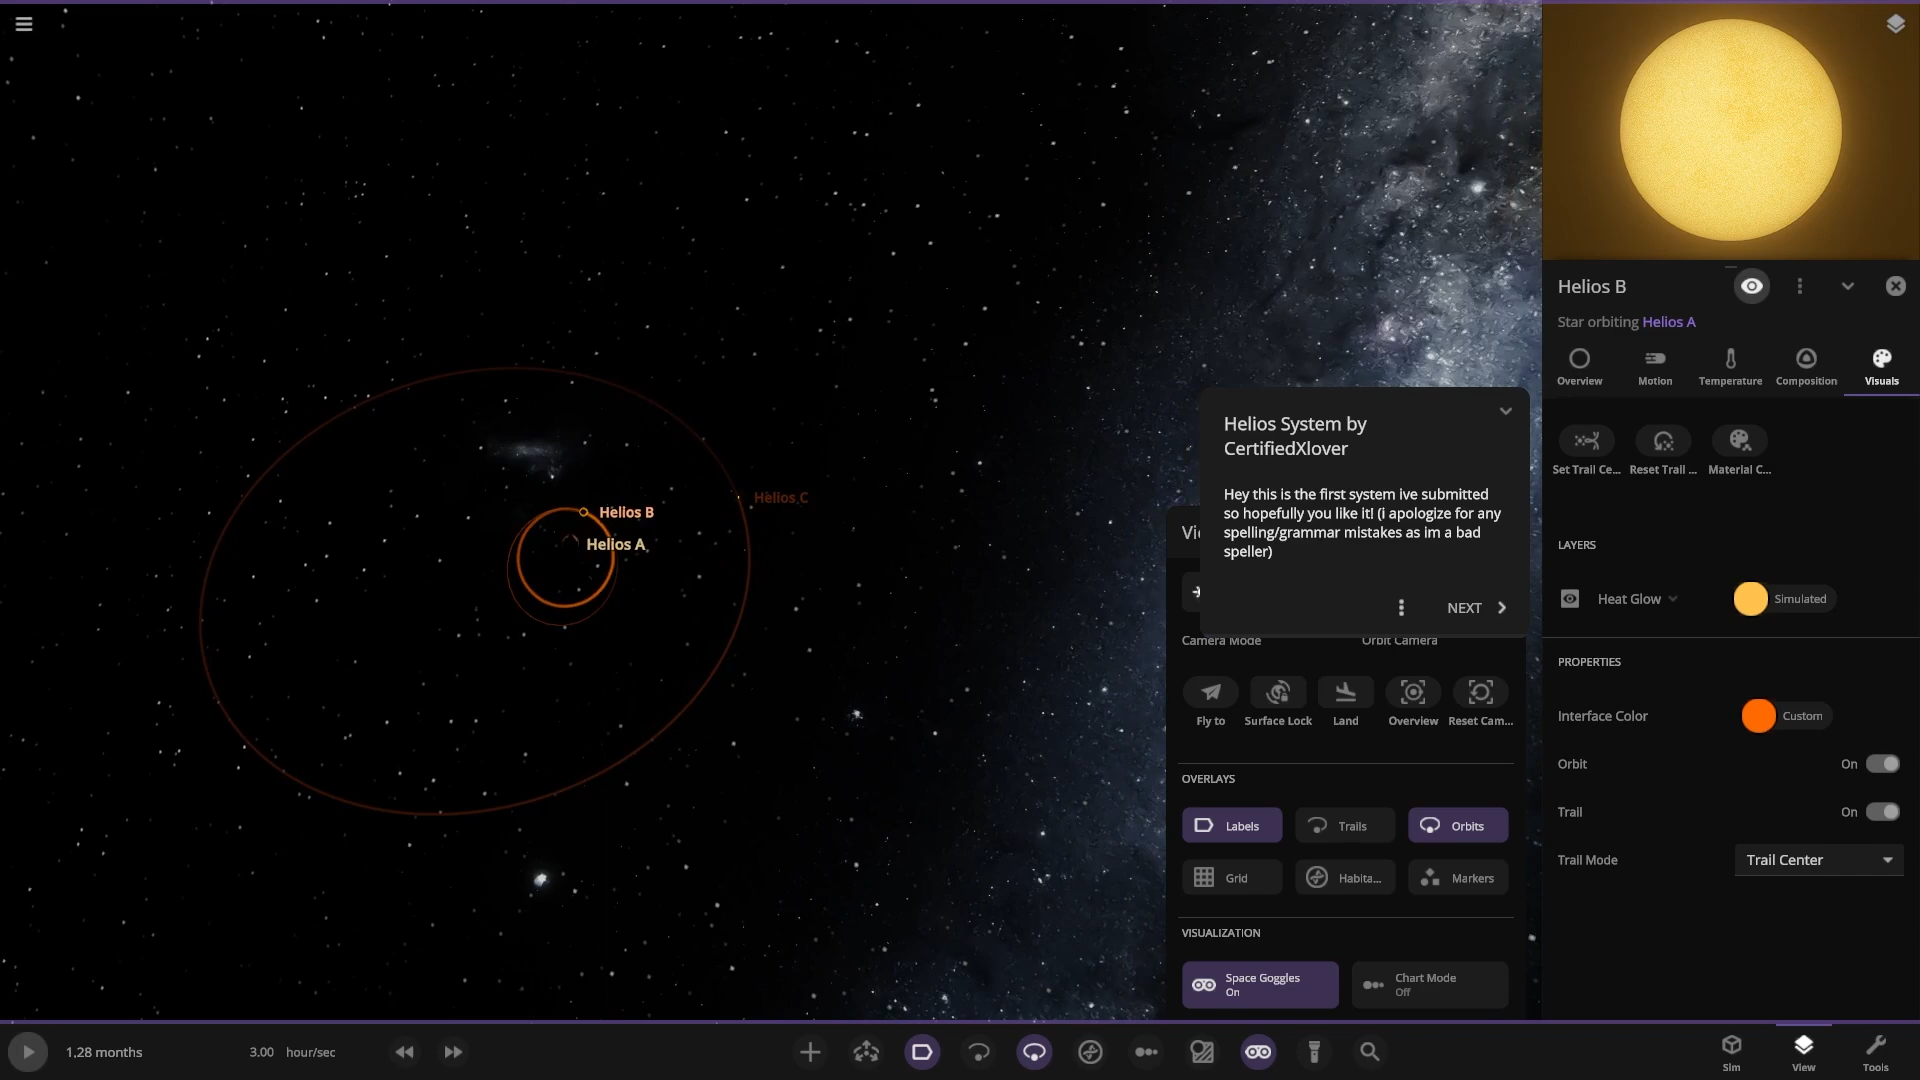 Helios C
Helios B
Helios A
Helios System by
CertifiedXlover
Hey this is the first system ive submitted
so hopefully you like it! (i apologize for any
spelling/grammar mistakes as im a bad
speller)
NEXT
Camera Mode
Orbit Camera
Fly to
Surface Lock
Land
Overview
Reset Cam...
OVERLAYS
Labels
Trails
Orbits
Grid
Habita...
Markers
VISUALIZATION
Space Goggles
On
Chart Mode
Off
Helios B
Star orbiting Helios A
Overview
Motion
Temperature
Composition
Visuals
Set Trail Ce...
Reset Trail ...
Material C...
LAYERS
Heat Glow
Simulated
PROPERTIES
Interface Color
Custom
Orbit
On
Trail
On
Trail Mode
Trail Center
1,28 months
3.00 hour/sec
Sim
View
Tools